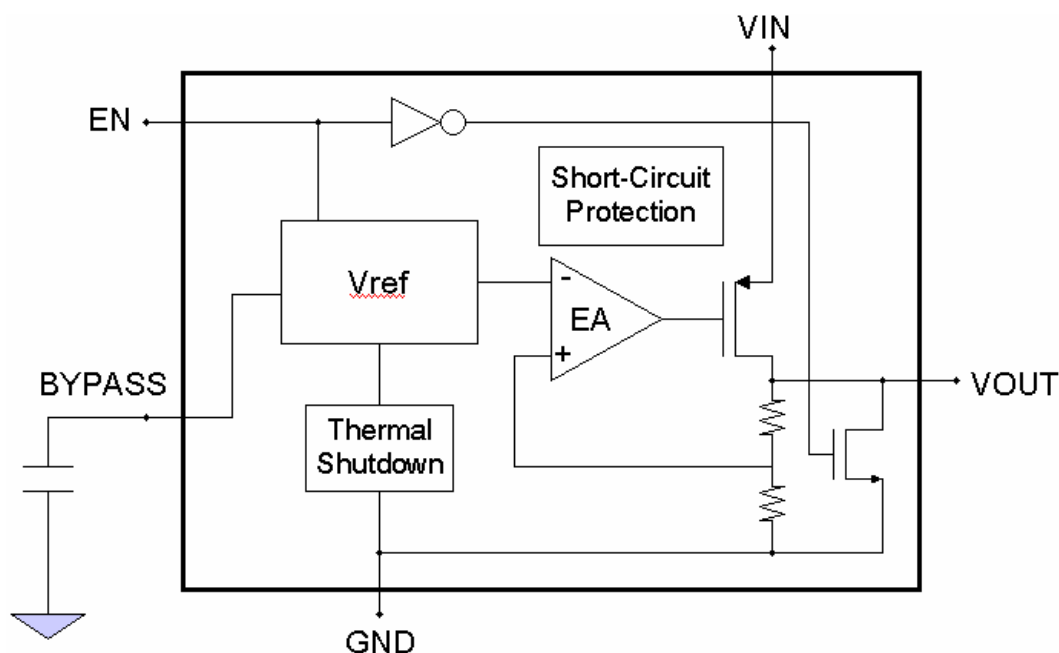 VIN
EN
Short-Circuit
Protection
Vref
-
EA
+
BYPASS
VOUT
Thermal
Shutdown
GND